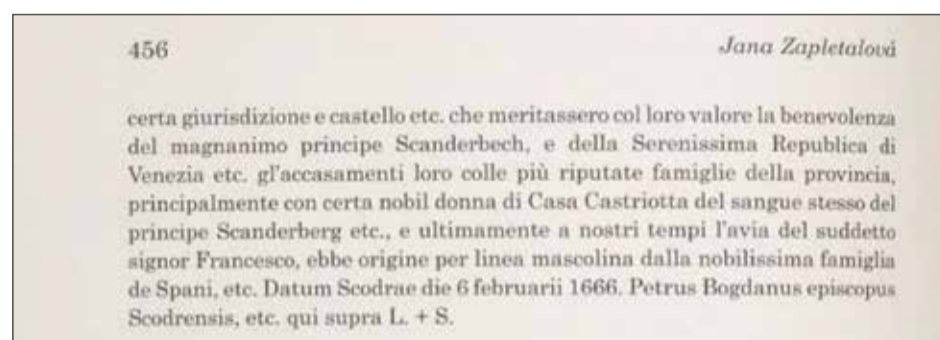 456 Jana Zapletalová
certa giurisdizione e castello etc. che meritassero col loro valore la benevolenza
del magnanimo principe Scanderbech, e della Serenissima Republica di
Venezia etc. gl'accasamenti loro colle più riputate famiglie della provincia,
principalmente con certa nobil donna di Casa Castriotta del sangue stesso del
principe Scanderberg etc., e ultimamente a nostri tempi l'avia del suddetto
signor Francesco, ebbe origine per linea mascolina dalla nobilissima famiglia
de Spani, etc. Datum Scodrae die 6 februarii 1666. Petrus Bogdanus episcopus
Scodrensis, etc. qui supra L. + S.